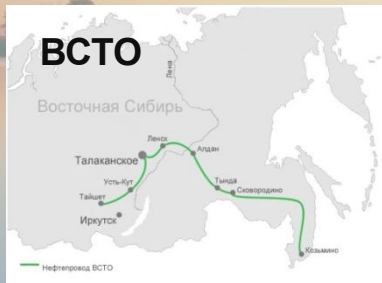 ВСТО
Лена
Восточная Сибирь
Ленск
Талаканское
Алдан
Усть-Кут
Тында
Сковородино
Тайшет
Иркутск
Козьмино
Нефтепровод ВСТО